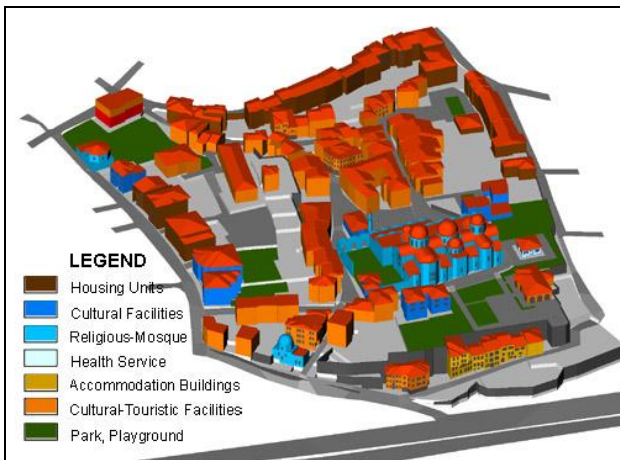 LEGEND
Housing Units
Cultural Facilities
Religious-Mosque
Health Service
Accommodation Buildings
Cultural-Touristic Facilities
Park, Playground